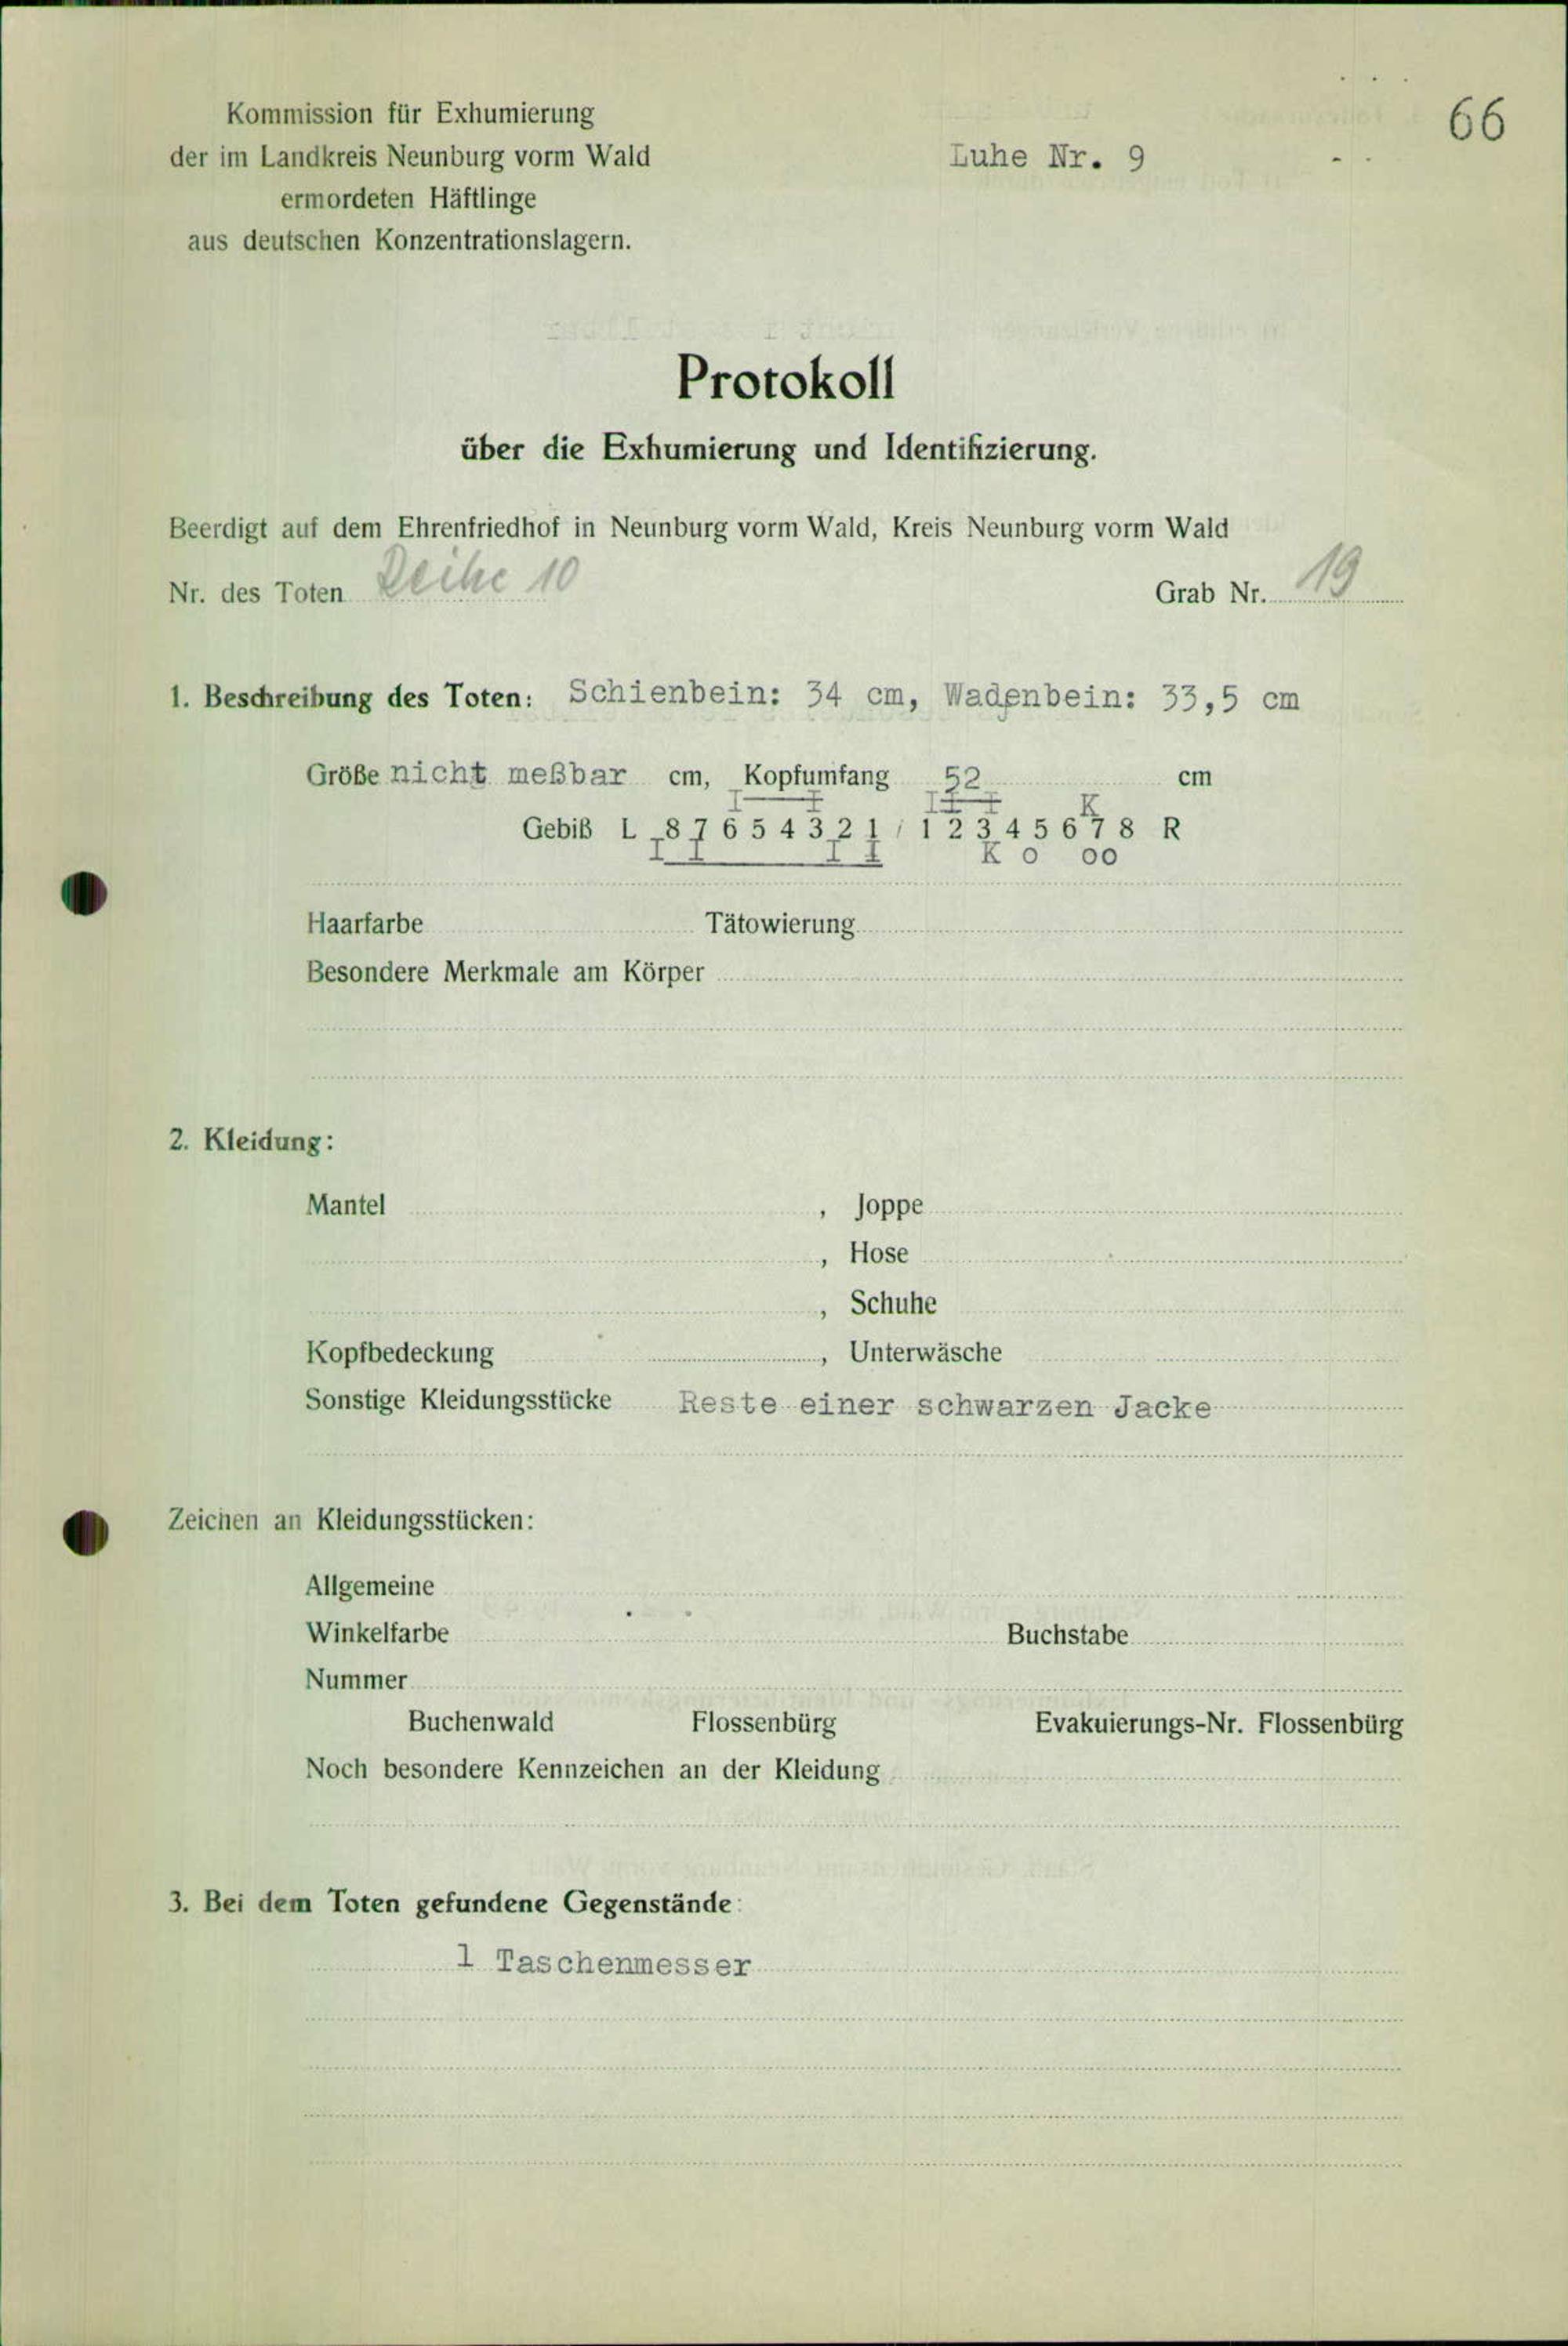 66
Kommission für Exhumierung
der im Landkreis Neunburg vorm Wald
ermordeten Häftlinge
aus deutschen Konzentrationslagern.
Luhe Nr. 9
Protokoll
über die Exhumierung und Identifizierung.
Beerdigt auf dem Ehrenfriedhof in Neunburg vorm Wald, Kreis Neunburg vorm Wald
Nr. des Toten Reihe 10 Grab Nr. 19
1. Beschreibung des Toten: Schienbein: 34 cm, Wadenbein: 33,5 cm
Größe nicht meßbar cm, Kopfumfang 52 cm
K
Gebiß L 8 7 6 5 4 3 2 1 / 1 2 3 4 5 6 7 8 R
I I I I K o oo
Haarfarbe Tätowierung
Besondere Merkmale am Körper
2. Kleidung:
Mantel , Joppe
, Hose
, Schuhe
Kopfbedeckung , Unterwäsche
Sonstige Kleidungsstücke Reste einer schwarzen Jacke
Zeichen an Kleidungsstücken:
Allgemeine
Winkelfarbe Buchstabe
Nummer
Buchenwald Flossenbürg Evakuierungs-Nr. Flossenbürg
Noch besondere Kennzeichen an der Kleidung
3. Bei dem Toten gefundene Gegenstände:
1 Taschenmesser